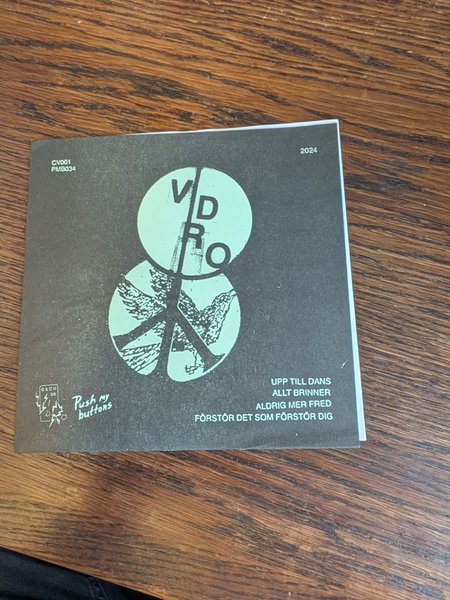 CV001
PMB034
2024
V D
R O
UPP TILL DANS
ALLT BRINNER
ALDRIG MER FRED
FÖRSTÖR DET SOM FÖRSTÖR DIG
CACO
Push my
buttons